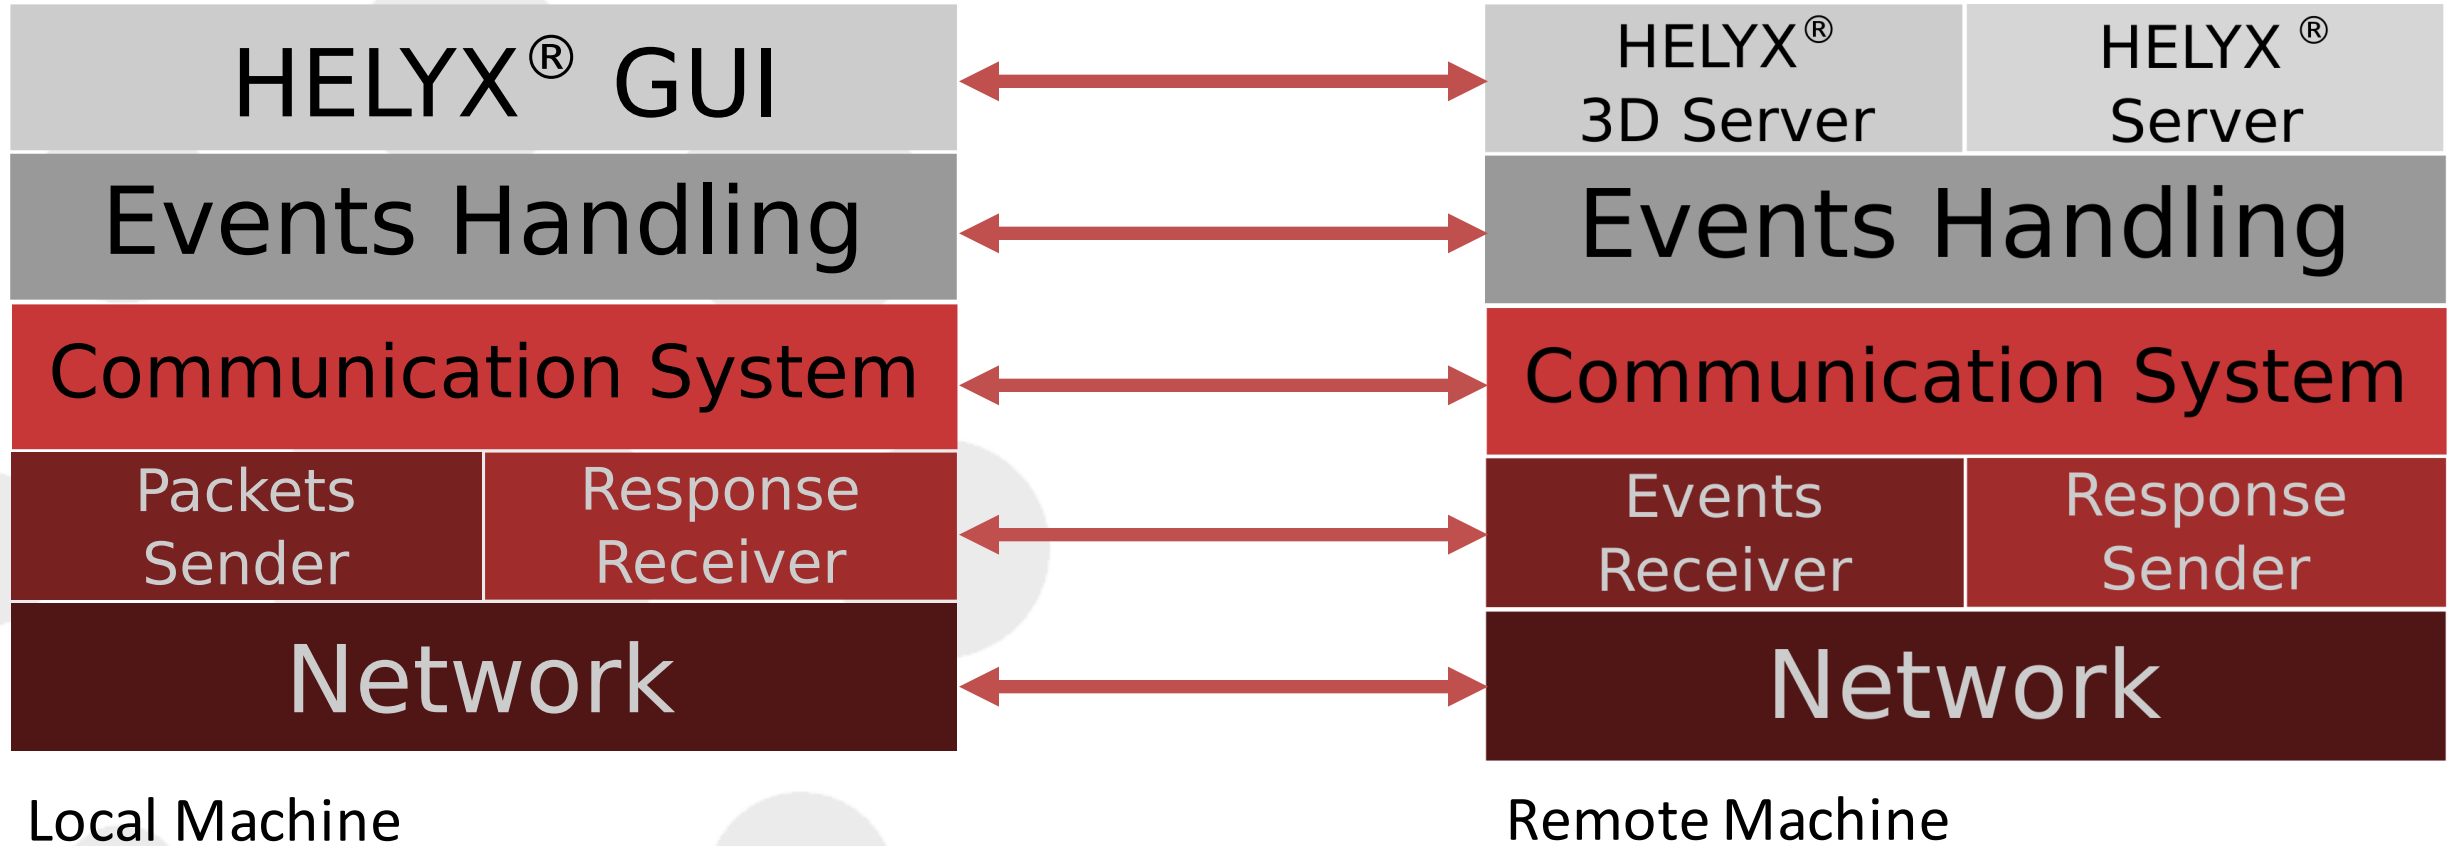 HELYX® GUI
Events Handling
Communication System
Packets
Sender
Response
Receiver
Network
Local Machine
HELYX®
3D Server
HELYX ®
Server
Events Handling
Communication System
Events
Receiver
Response
Sender
Network
Remote Machine